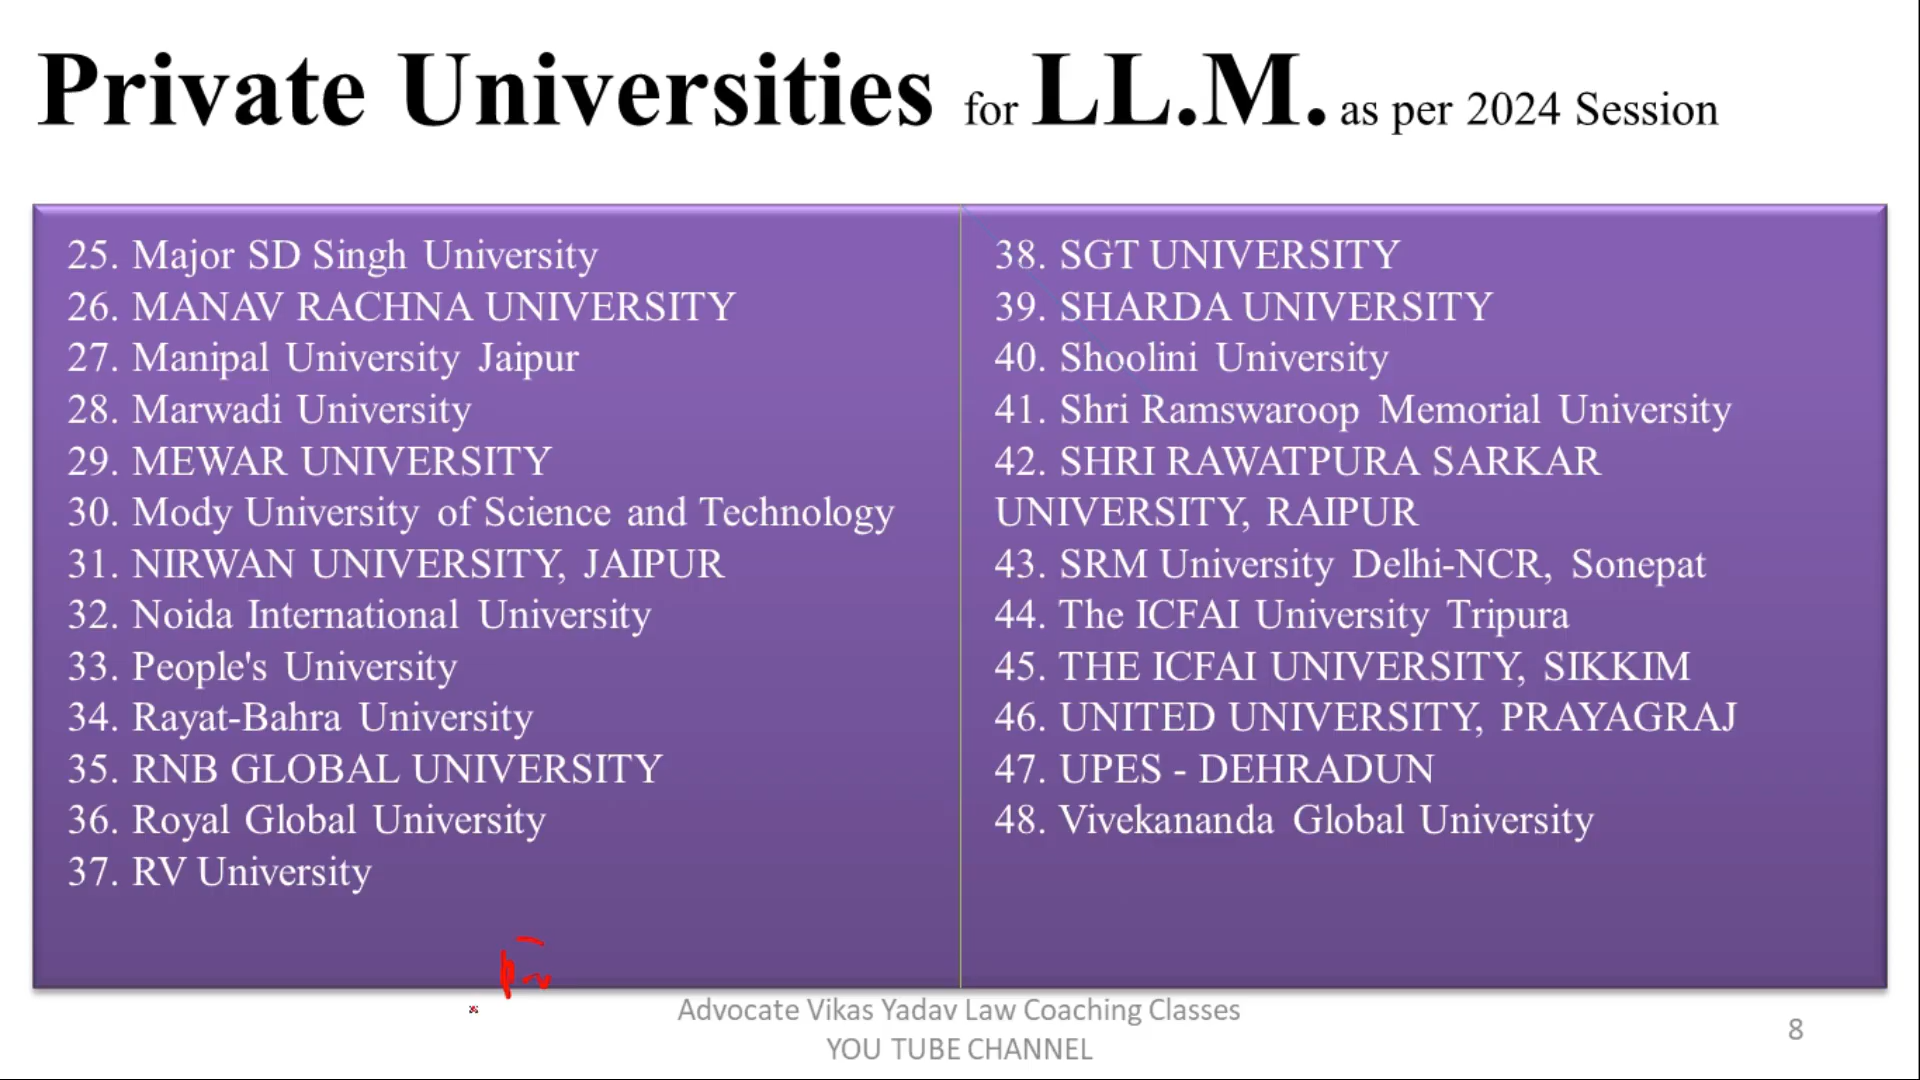 Private Universities for LL.M. as per 2024 Session
25. Major SD Singh University
26. MANAV RACHNA UNIVERSITY
27. Manipal University Jaipur
28. Marwadi University
29. MEWAR UNIVERSITY
30. Mody University of Science and Technology
31. NIRWAN UNIVERSITY, JAIPUR
32. Noida International University
33. People's University
34. Rayat-Bahra University
35. RNB GLOBAL UNIVERSITY
36. Royal Global University
37. RV University
38. SGT UNIVERSITY
39. SHARDA UNIVERSITY
40. Shoolini University
41. Shri Ramswaroop Memorial University
42. SHRI RAWATPURA SARKAR
UNIVERSITY, RAIPUR
43. SRM University Delhi-NCR, Sonepat
44. The ICFAI University Tripura
45. THE ICFAI UNIVERSITY, SIKKIM
46. UNITED UNIVERSITY, PRAYAGRAJ
47. UPES - DEHRADUN
48. Vivekananda Global University
Advocate Vikas Yadav Law Coaching Classes
YOU TUBE CHANNEL
8